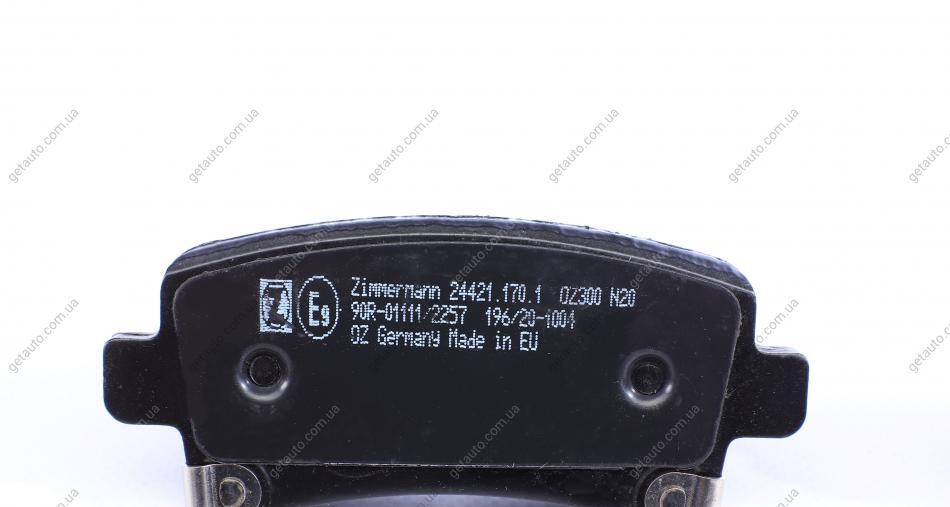 Zimmermann 24421.170.1 OZ300 N20
Z E9 90R-01111/2257 196/20-1004
OZ Germany Made in EU
getauto.com.ua